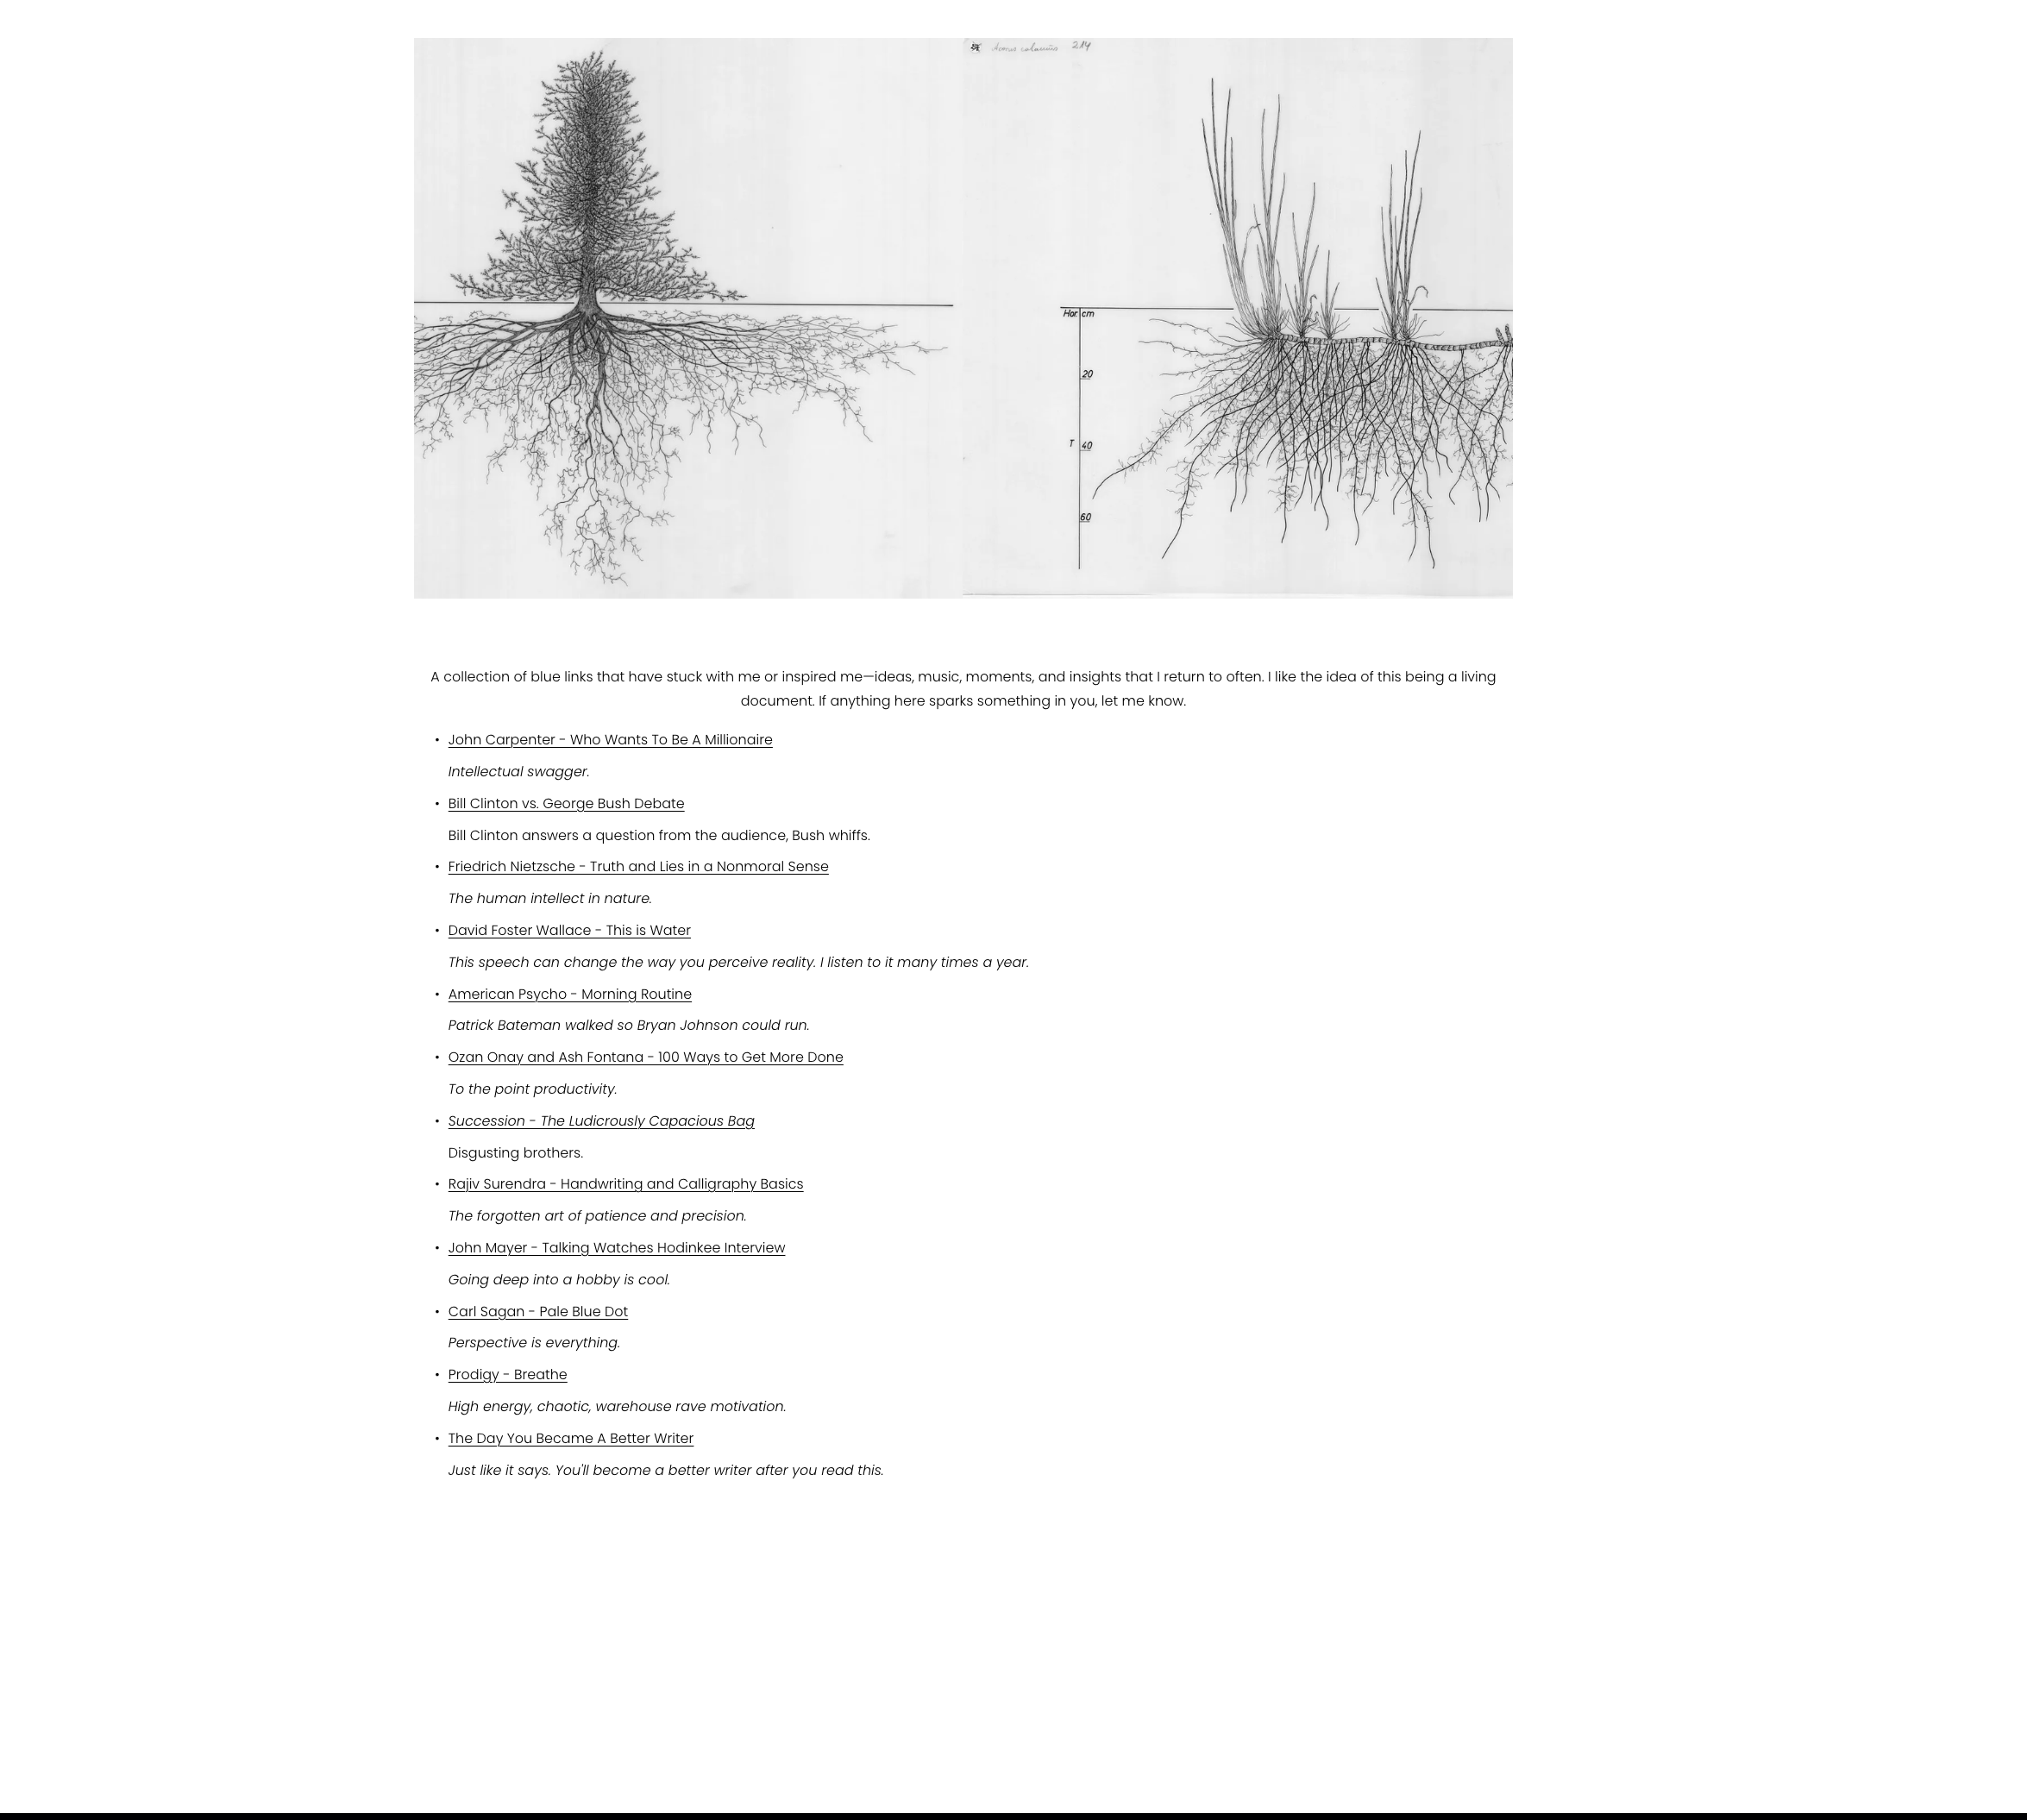 214
Hor. cm
20
T 40
60
A collection of blue links that have stuck with me or inspired me—ideas, music, moments, and insights that I return to often. I like the idea of this being a living
document. If anything here sparks something in you, let me know.
• John Carpenter - Who Wants To Be A Millionaire
Intellectual swagger.
• Bill Clinton vs. George Bush Debate
Bill Clinton answers a question from the audience, Bush whiffs.
• Friedrich Nietzsche - Truth and Lies in a Nonmoral Sense
The human intellect in nature.
• David Foster Wallace - This is Water
This speech can change the way you perceive reality. I listen to it many times a year.
• American Psycho - Morning Routine
Patrick Bateman walked so Bryan Johnson could run.
• Ozan Onay and Ash Fontana - 100 Ways to Get More Done
To the point productivity.
• Succession - The Ludicrously Capacious Bag
Disgusting brothers.
• Rajiv Surendra - Handwriting and Calligraphy Basics
The forgotten art of patience and precision.
• John Mayer - Talking Watches Hodinkee Interview
Going deep into a hobby is cool.
• Carl Sagan - Pale Blue Dot
Perspective is everything.
• Prodigy - Breathe
High energy, chaotic, warehouse rave motivation.
• The Day You Became A Better Writer
Just like it says. You'll become a better writer after you read this.